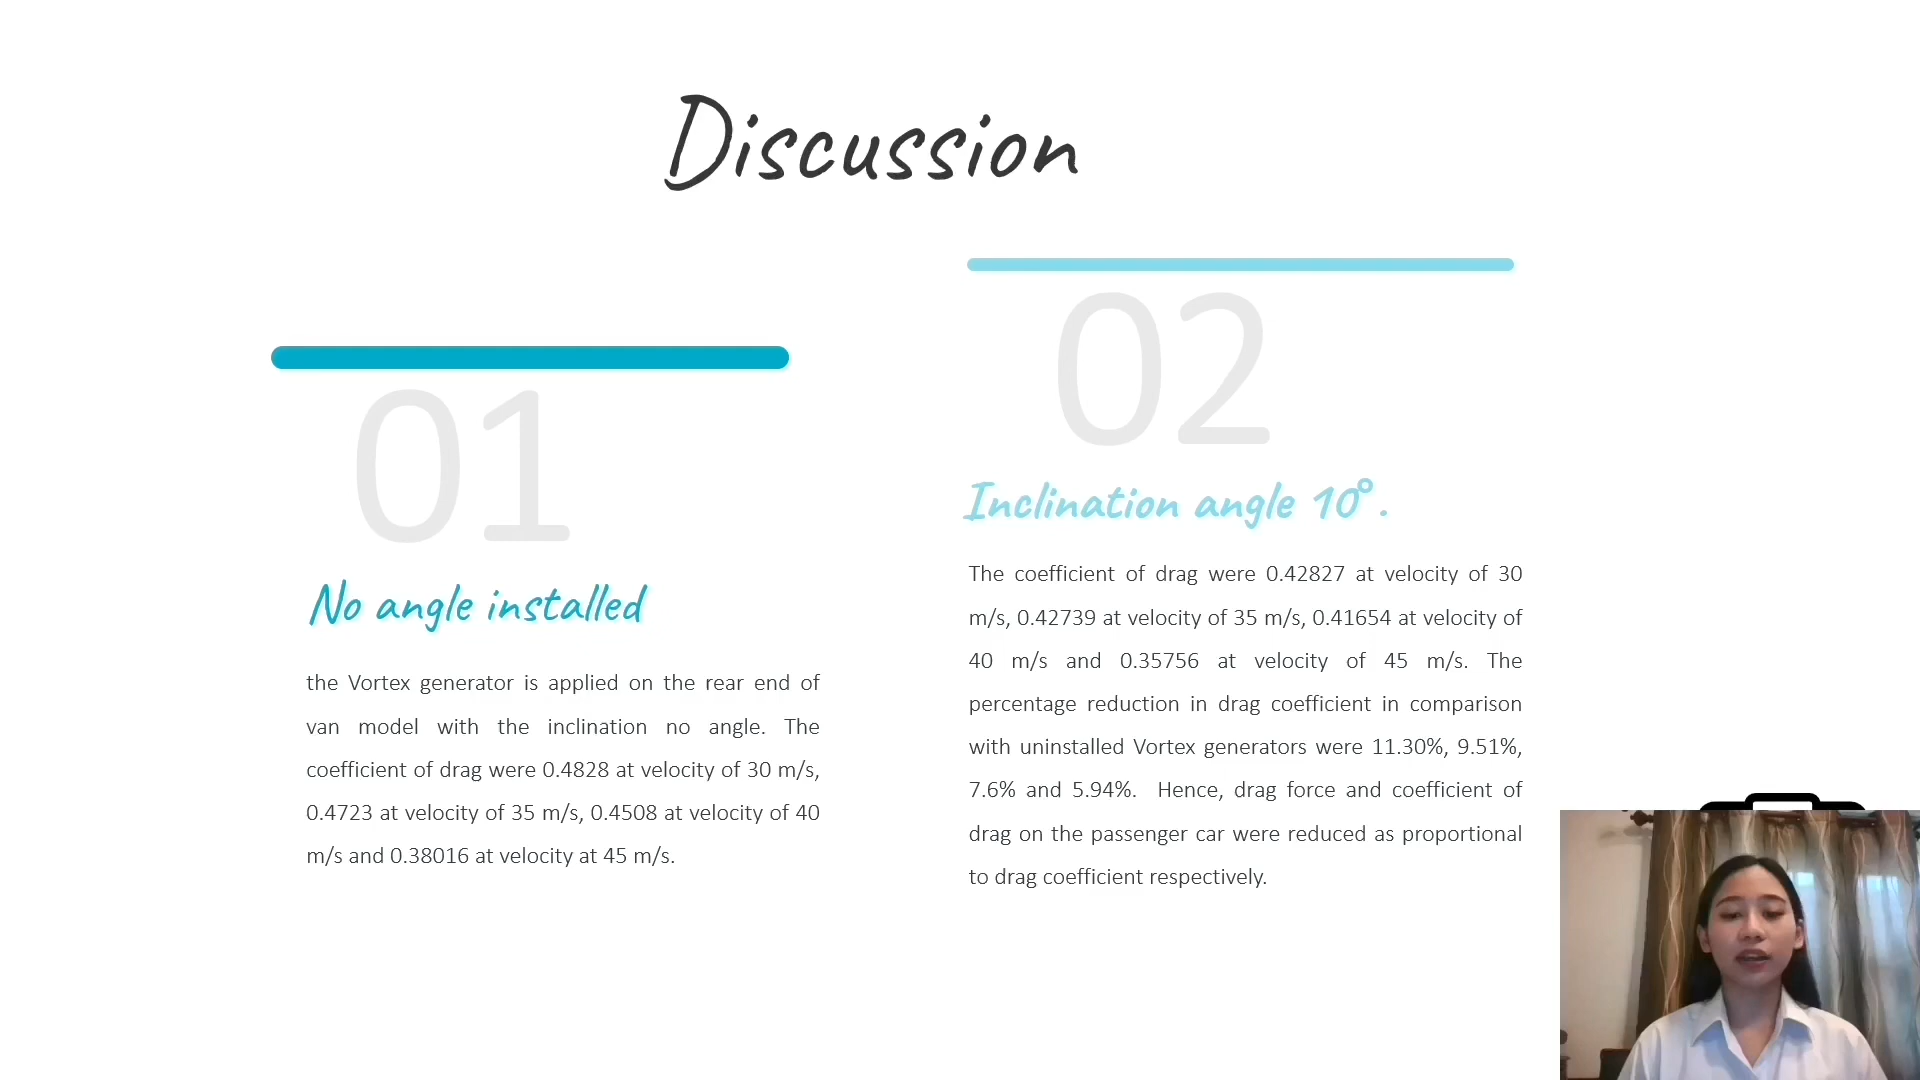 Discussion
01
No angle installed
the Vortex generator is applied on the rear end of
van model with the inclination no angle. The
coefficient of drag were 0.4828 at velocity of 30 m/s,
0.4723 at velocity of 35 m/s, 0.4508 at velocity of 40
m/s and 0.38016 at velocity at 45 m/s.
02
Inclination angle 10° .
The coefficient of drag were 0.42827 at velocity of 30
m/s, 0.42739 at velocity of 35 m/s, 0.41654 at velocity of
40 m/s and 0.35756 at velocity of 45 m/s. The
percentage reduction in drag coefficient in comparison
with uninstalled Vortex generators were 11.30%, 9.51%,
7.6% and 5.94%. Hence, drag force and coefficient of
drag on the passenger car were reduced as proportional
to drag coefficient respectively.